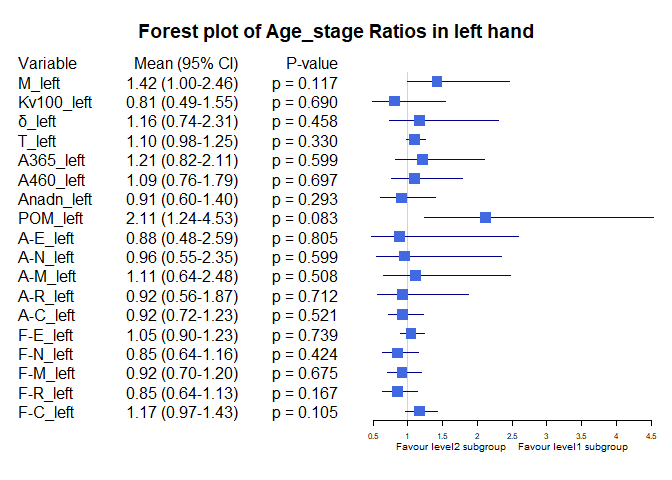 Forest plot of Age_stage Ratios in left hand
Variable Mean (95% CI) P-value
M_left 1.42 (1.00-2.46) p = 0.117
Kv100_left 0.81 (0.49-1.55) p = 0.690
δ_left 1.16 (0.74-2.31) p = 0.458
T_left 1.10 (0.98-1.25) p = 0.330
A365_left 1.21 (0.82-2.11) p = 0.599
A460_left 1.09 (0.76-1.79) p = 0.697
Anadn_left 0.91 (0.60-1.40) p = 0.293
POM_left 2.11 (1.24-4.53) p = 0.083
A-E_left 0.88 (0.48-2.59) p = 0.805
A-N_left 0.96 (0.55-2.35) p = 0.599
A-M_left 1.11 (0.64-2.48) p = 0.508
A-R_left 0.92 (0.56-1.87) p = 0.712
A-C_left 0.92 (0.72-1.23) p = 0.521
F-E_left 1.05 (0.90-1.23) p = 0.739
F-N_left 0.85 (0.64-1.16) p = 0.424
F-M_left 0.92 (0.70-1.20) p = 0.675
F-R_left 0.85 (0.64-1.13) p = 0.167
F-C_left 1.17 (0.97-1.43) p = 0.105
0.5 1 1.5 2 2.5 3 3.5 4 4.5
Favour level2 subgroup Favour level1 subgroup